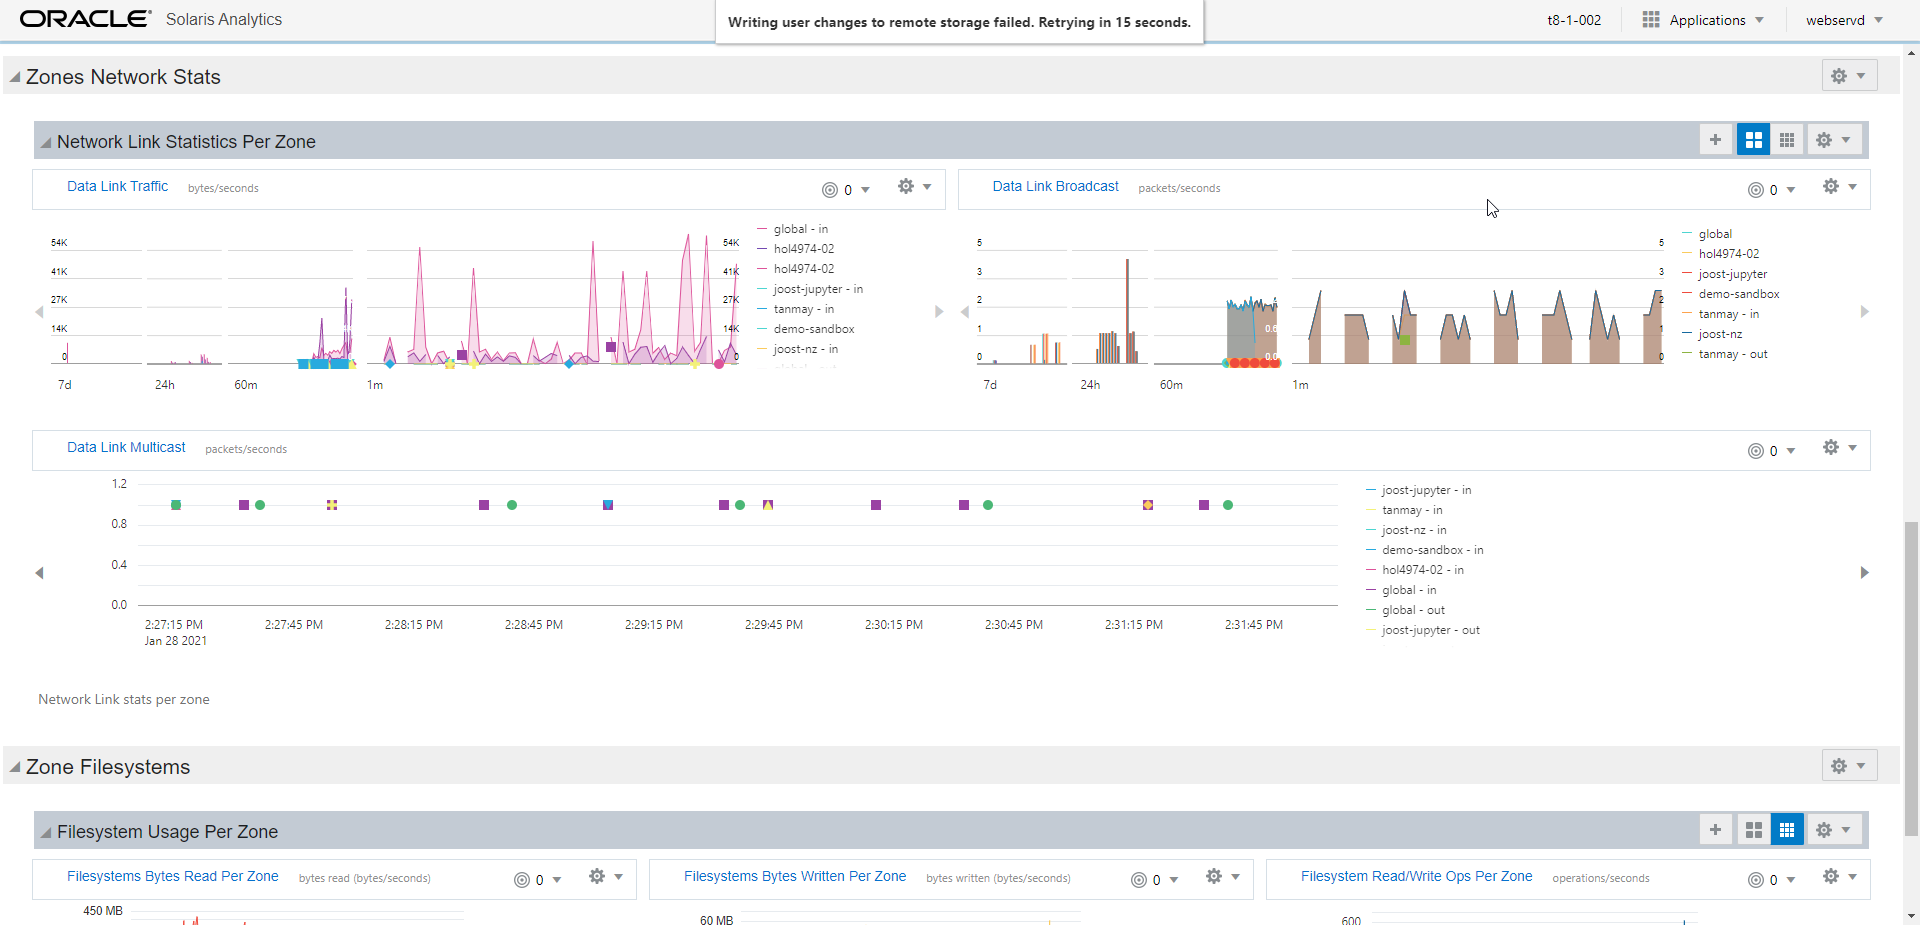 ORACLE Solaris Analytics
Writing user changes to remote storage failed. Retrying in 15 seconds.
t8-1-002 Applications webservd
Zones Network Stats
Network Link Statistics Per Zone
Data Link Traffic bytes/seconds 0
54K
41K
27K
14K
0
7d 24h 60m 1m
54K
41K
27K
14K
0
global - in
hol4974-02
hol4974-02
joost-jupyter - in
tanmay - in
demo-sandbox
joost-nz - in
global - out
Data Link Broadcast packets/seconds 0
5
3
2
1
0
0.6
0.0
7d 24h 60m 1m
5
3
2
1
0
global
hol4974-02
joost-jupyter
demo-sandbox
tanmay - in
joost-nz
tanmay - out
Data Link Multicast packets/seconds 0
1.2
0.8
0.4
0.0
2:27:15 PM 2:27:45 PM 2:28:15 PM 2:28:45 PM 2:29:15 PM 2:29:45 PM 2:30:15 PM 2:30:45 PM 2:31:15 PM 2:31:45 PM
Jan 28 2021
joost-jupyter - in
tanmay - in
joost-nz - in
demo-sandbox - in
hol4974-02 - in
global - in
global - out
joost-jupyter - out
Network Link stats per zone
Zone Filesystems
Filesystem Usage Per Zone
Filesystems Bytes Read Per Zone bytes read (bytes/seconds) 0
450 MB
Filesystems Bytes Written Per Zone bytes written (bytes/seconds) 0
60 MB
Filesystem Read/Write Ops Per Zone operations/seconds 0
600